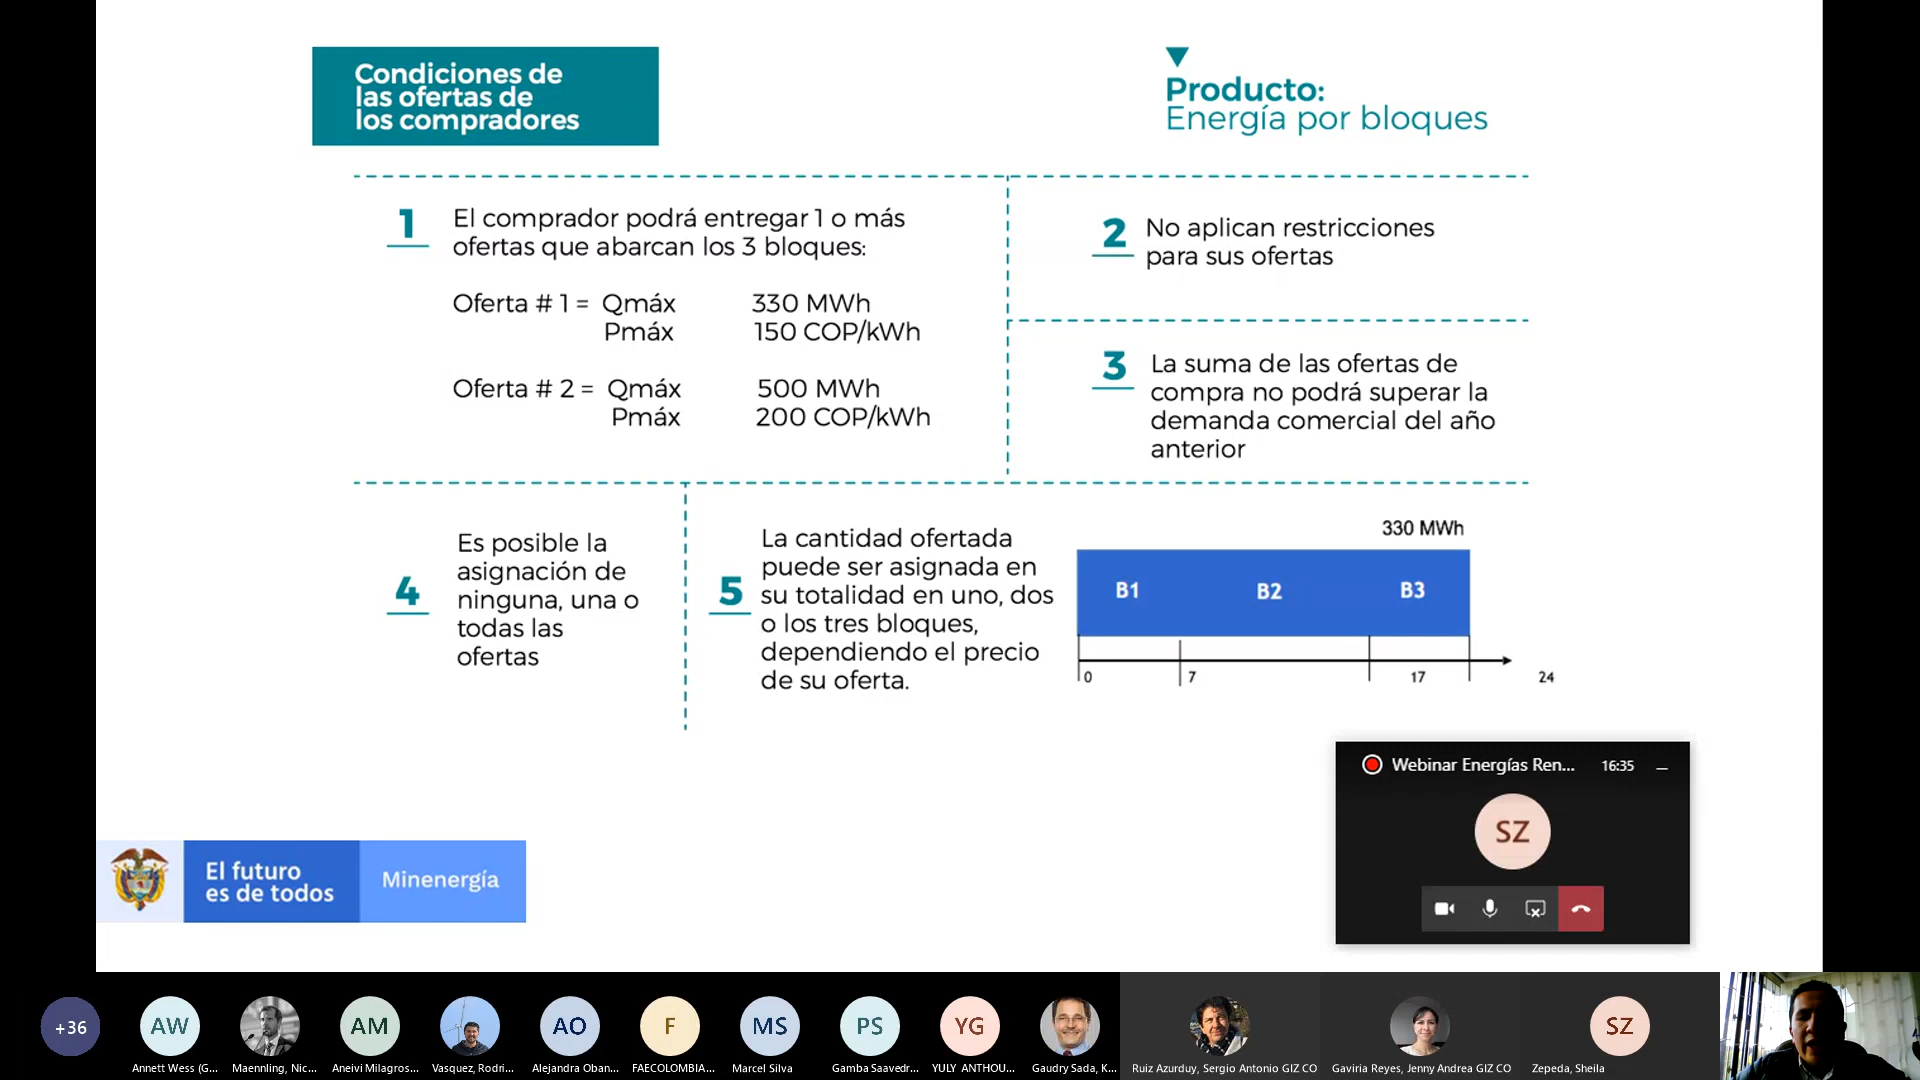 Condiciones de
las ofertas de
los compradores
Producto:
Energía por bloques
1
El comprador podrá entregar 1 o más
ofertas que abarcan los 3 bloques:
Oferta # 1 = Qmáx 330 MWh
Pmáx 150 COP/kWh
Oferta # 2 = Qmáx 500 MWh
Pmáx 200 COP/kWh
2
No aplican restricciones
para sus ofertas
3
La suma de las ofertas de
compra no podrá superar la
demanda comercial del año
anterior
4
Es posible la
asignación de
ninguna, una o
todas las
ofertas
5
La cantidad ofertada
puede ser asignada en
su totalidad en uno, dos
o los tres bloques,
dependiendo el precio
de su oferta.
330 MWh
B1 B2 B3
0 7 17 24
Webinar Energías Ren... 16:35
SZ
El futuro
es de todos
Minenergía
+36 AW AM AO F MS PS YG SZ
Annett Wess (G... Maennling, Nic... Aneivi Milagros... Vasquez, Rodri... Alejandra Oban... FAECOLOMBIA... Marcel Silva Gamba Saavedr... YULY ANTHOU... Gaudry Sada, K... Ruiz Azurduy, Sergio Antonio GIZ CO Gaviria Reyes, Jenny Andrea GIZ CO Zepeda, Sheila